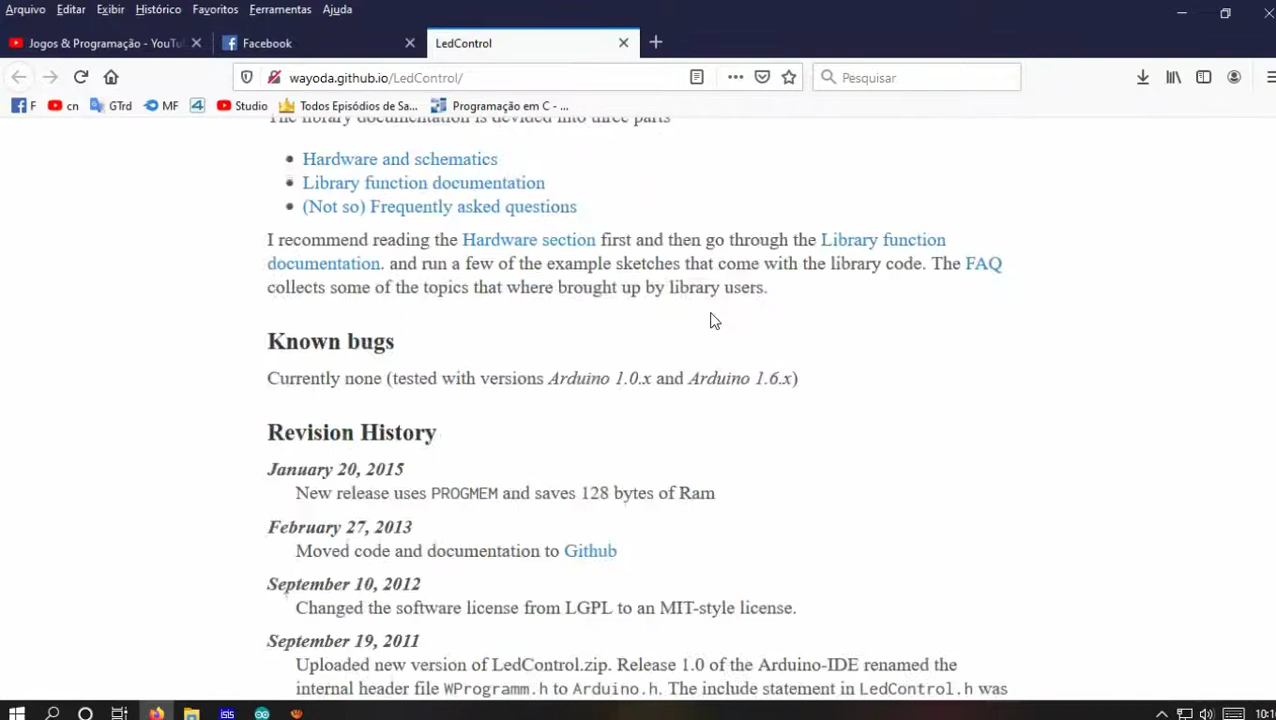 Arquivo Editar Exibir Histórico Favoritos Ferramentas Ajuda
Jogos & Programação - YouTu
Facebook
LedControl
wayoda.github.io/LedControl/
Pesquisar
F cn GTrd MF Studio Todos Episódios de Sa... Programação em C - ...
The library documentation is devided into three parts
Hardware and schematics
Library function documentation
(Not so) Frequently asked questions
I recommend reading the Hardware section first and then go through the Library function
documentation. and run a few of the example sketches that come with the library code. The FAQ
collects some of the topics that where brought up by library users.
Known bugs
Currently none (tested with versions Arduino 1.0.x and Arduino 1.6.x)
Revision History
January 20, 2015
New release uses PROGMEM and saves 128 bytes of Ram
February 27, 2013
Moved code and documentation to Github
September 10, 2012
Changed the software license from LGPL to an MIT-style license.
September 19, 2011
Uploaded new version of LedControl.zip. Release 1.0 of the Arduino-IDE renamed the
internal header file WProgramm.h to Arduino.h. The include statement in LedControl.h was
isis